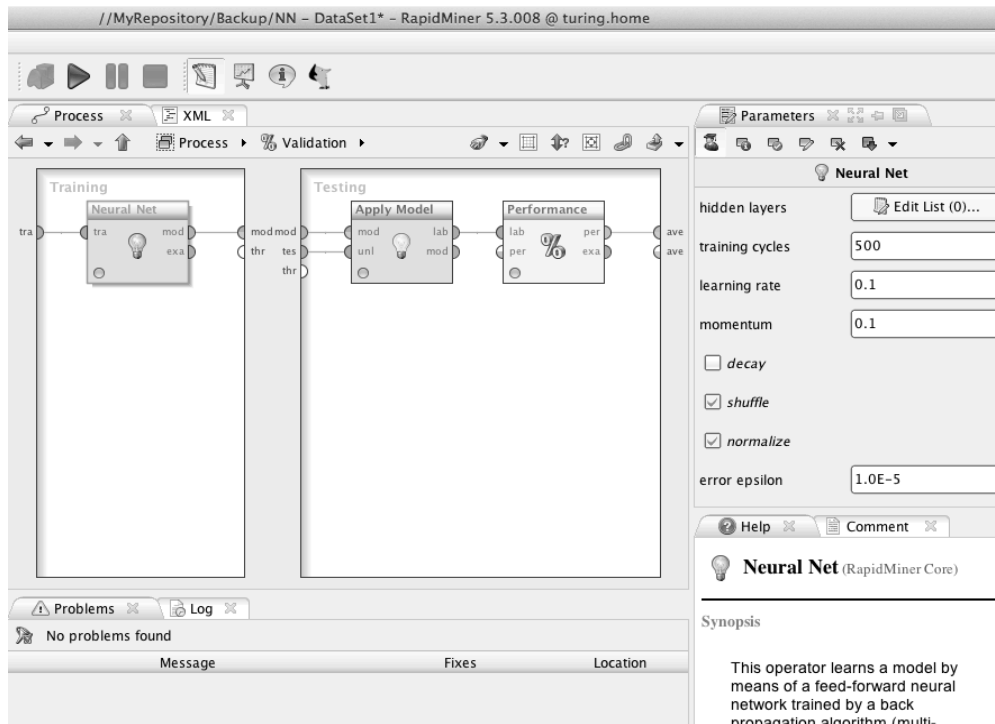 //MyRepository/Backup/NN – DataSet1* – RapidMiner 5.3.008 @ turing.home
Process
XML
Process
Validation
Training
Neural Net
tra
tra
mod
exa
mod
thr
Testing
mod
tes
thr
Apply Model
mod
unl
lab
mod
Performance
lab
per
per
exa
ave
ave
Problems
Log
No problems found
Message Fixes Location
Parameters
Neural Net
hidden layers Edit List (0)...
training cycles 500
learning rate 0.1
momentum 0.1
decay
shuffle
normalize
error epsilon 1.0E-5
Help
Comment
Neural Net (RapidMiner Core)
Synopsis
This operator learns a model by
means of a feed-forward neural
network trained by a back
propagation algorithm (multi-